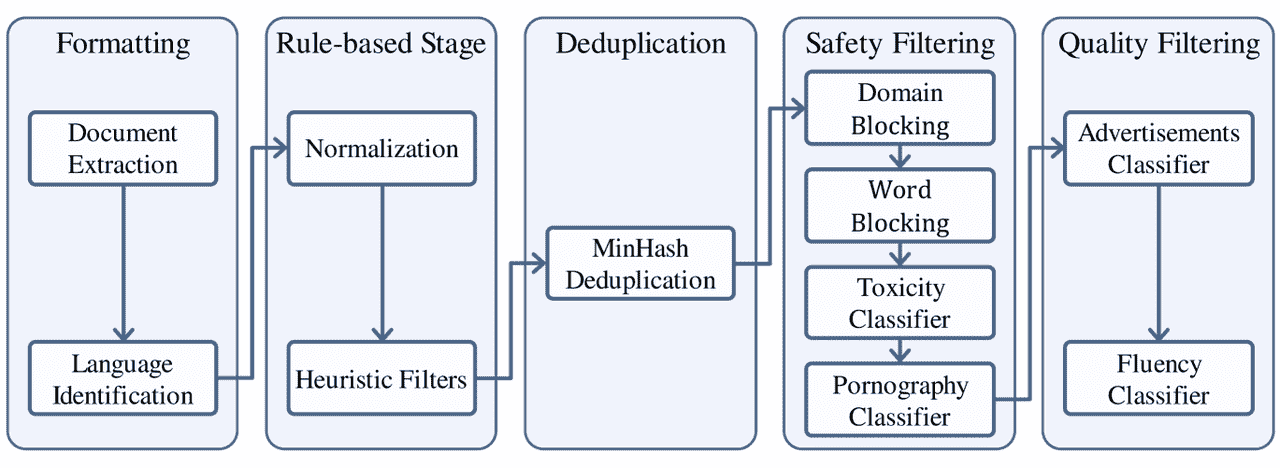 Formatting
Document
Extraction
Language
Identification
Rule-based Stage
Normalization
Heuristic Filters
Deduplication
MinHash
Deduplication
Safety Filtering
Domain
Blocking
Word
Blocking
Toxicity
Classifier
Pornography
Classifier
Quality Filtering
Advertisements
Classifier
Fluency
Classifier